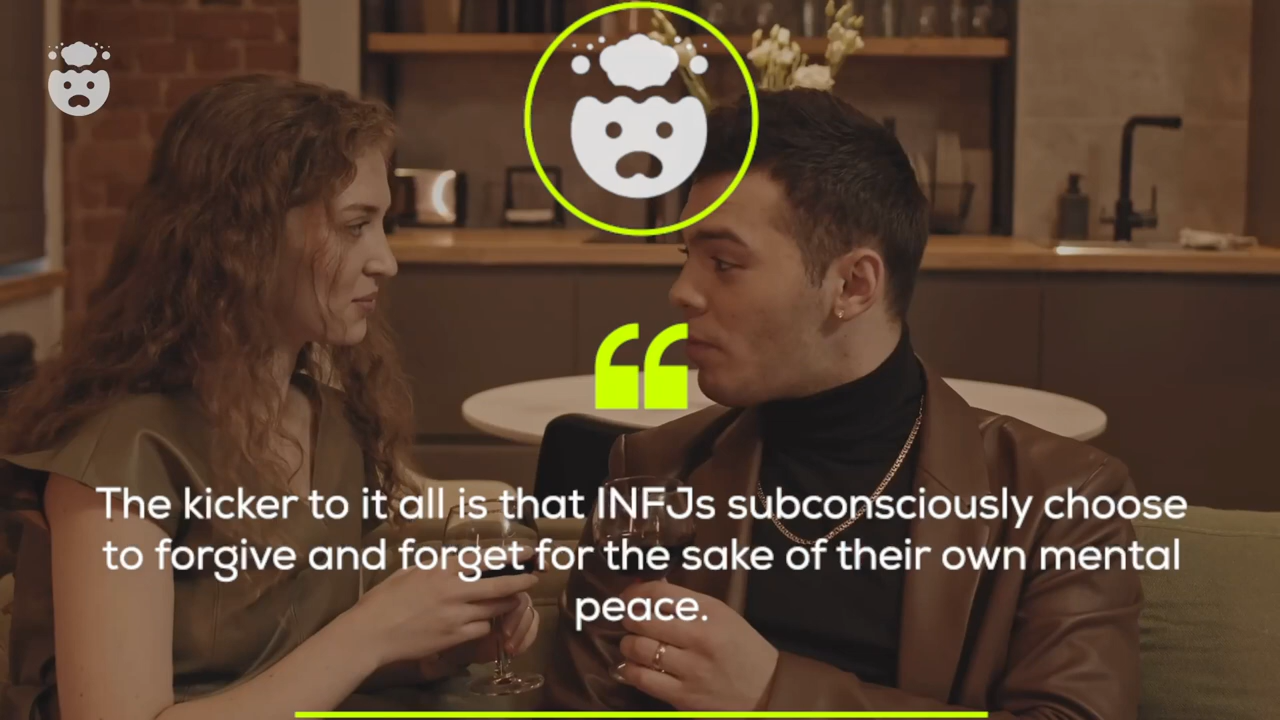 The kicker to it all is that INFJs subconsciously choose
to forgive and forget for the sake of their own mental
peace.